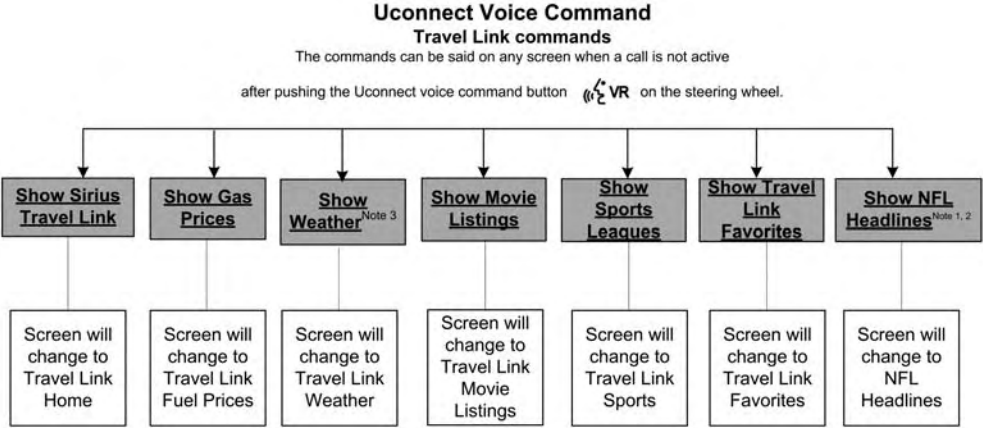 Uconnect Voice Command
Travel Link commands
The commands can be said on any screen when a call is not active
after pushing the Uconnect voice command button VR on the steering wheel.
Show Sirius
Travel Link
Show Gas
Prices
Show
Weather Note 3
Show Movie
Listings
Show
Sports
Leaques
Show Travel
Link
Favorites
Show NFL
Headlines Note 1, 2
Screen will
change to
Travel Link
Home
Screen will
change to
Travel Link
Fuel Prices
Screen will
change to
Travel Link
Weather
Screen will
change to
Travel Link
Movie
Listings
Screen will
change to
Travel Link
Sports
Screen will
change to
Travel Link
Favorites
Screen will
change to
NFL
Headlines